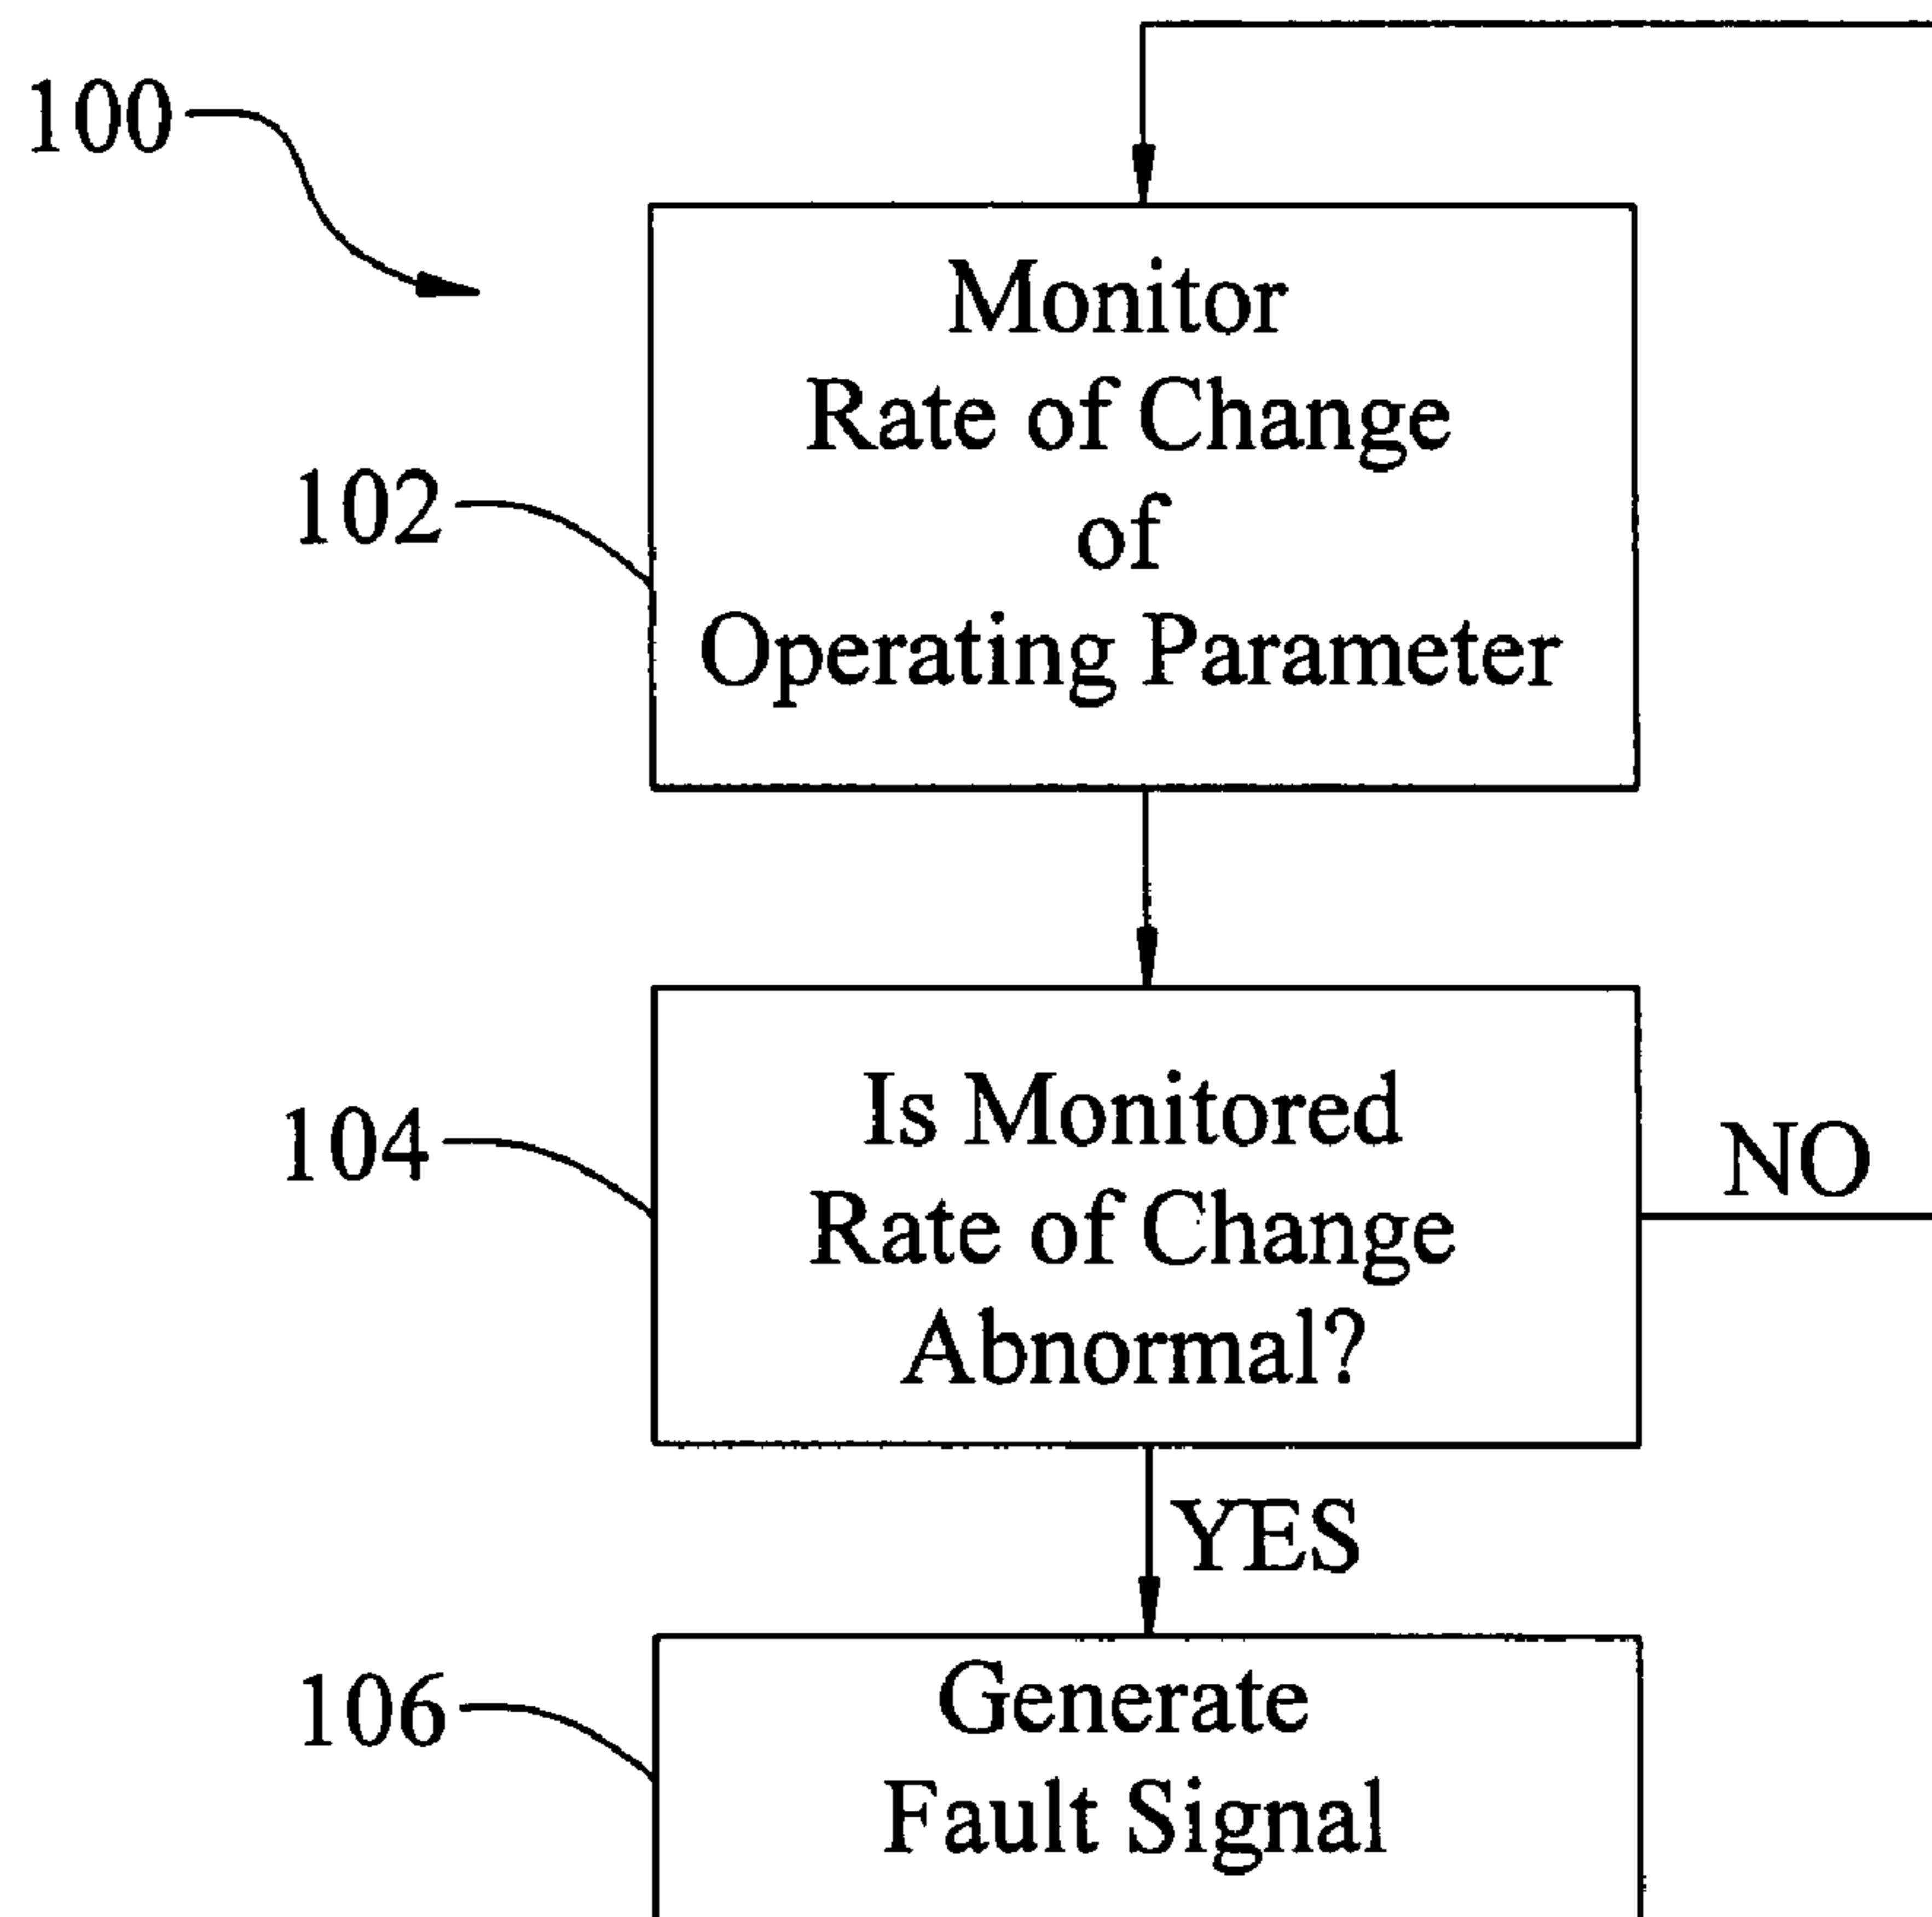 100
Monitor
Rate of Change
of
Operating Parameter
102
Is Monitored
Rate of Change
Abnormal?
104
NO
YES
106
Generate
Fault Signal